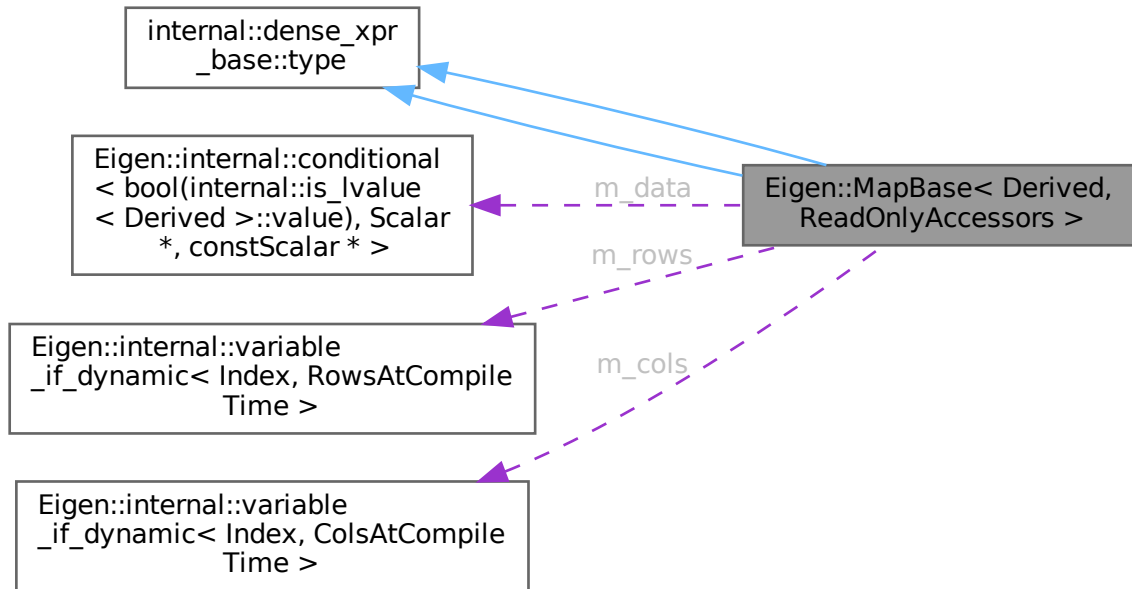 internal::dense_xpr
_base::type
Eigen::internal::conditional
< bool(internal::is_lvalue
< Derived >::value), Scalar
*, constScalar * >
m_data
Eigen::MapBase< Derived,
ReadOnlyAccessors >
m_rows
Eigen::internal::variable
_if_dynamic< Index, RowsAtCompile
Time >
m_cols
Eigen::internal::variable
_if_dynamic< Index, ColsAtCompile
Time >